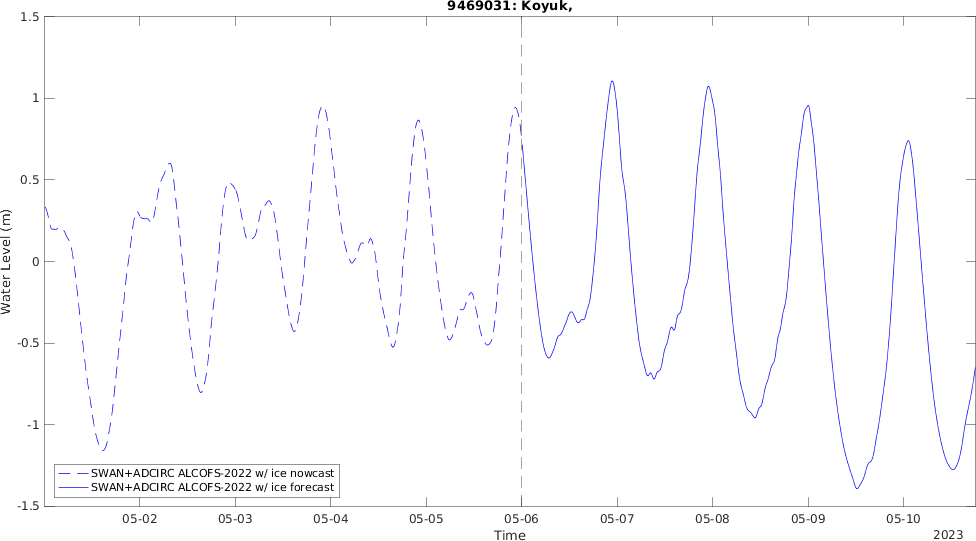 9469031: Koyuk,
Water Level (m)
1.5
1
0.5
0
-0.5
-1
-1.5
SWAN+ADCIRC ALCOFS-2022 w/ ice nowcast
SWAN+ADCIRC ALCOFS-2022 w/ ice forecast
05-02 05-03 05-04 05-05 05-06 05-07 05-08 05-09 05-10
Time
2023